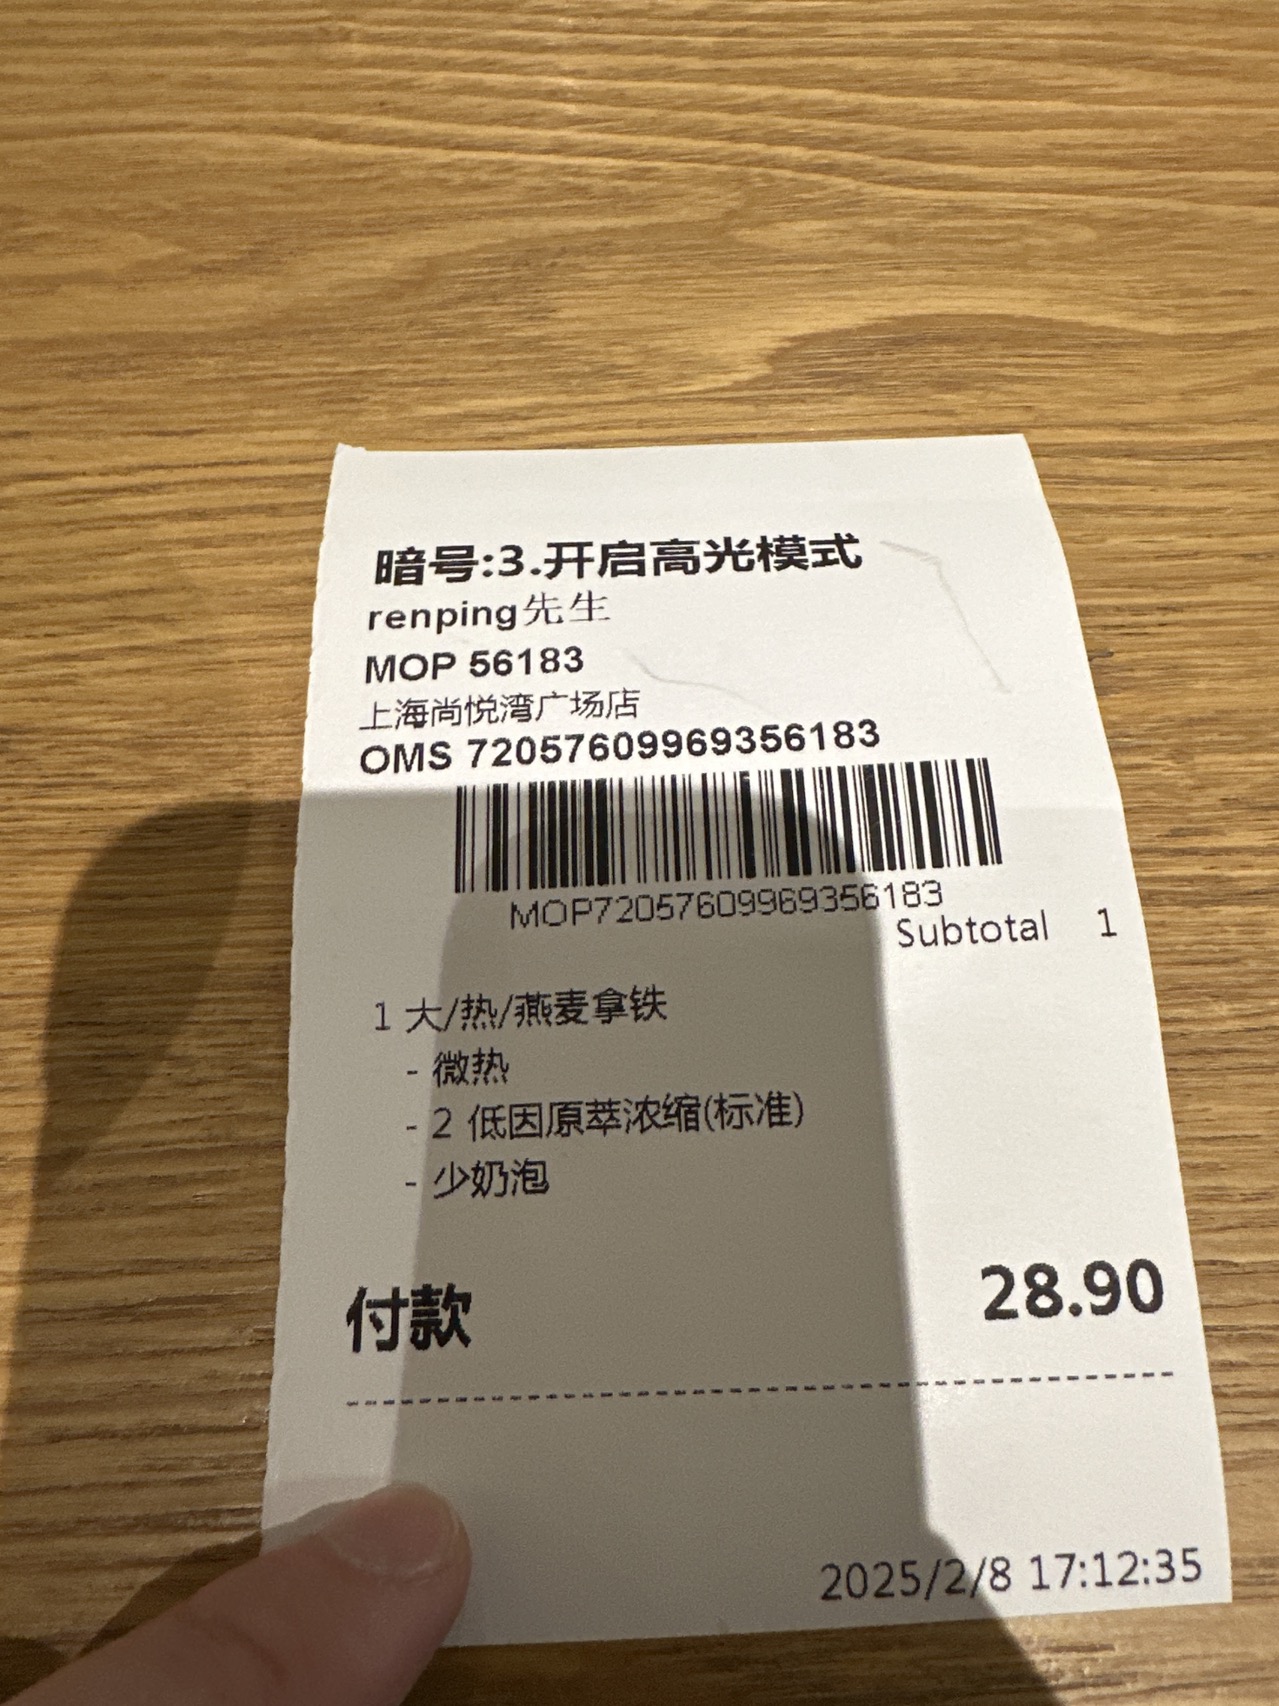 暗号:3.开启高光模式
renping先生
MOP 56183
上海尚悦湾广场店
OMS 72057609969356183
MOP72057609969356183
Subtotal 1
1 大/热/燕麦拿铁
- 微热
- 2 低因原萃浓缩(标准)
- 少奶泡
付款 28.90
2025/2/8 17:12:35